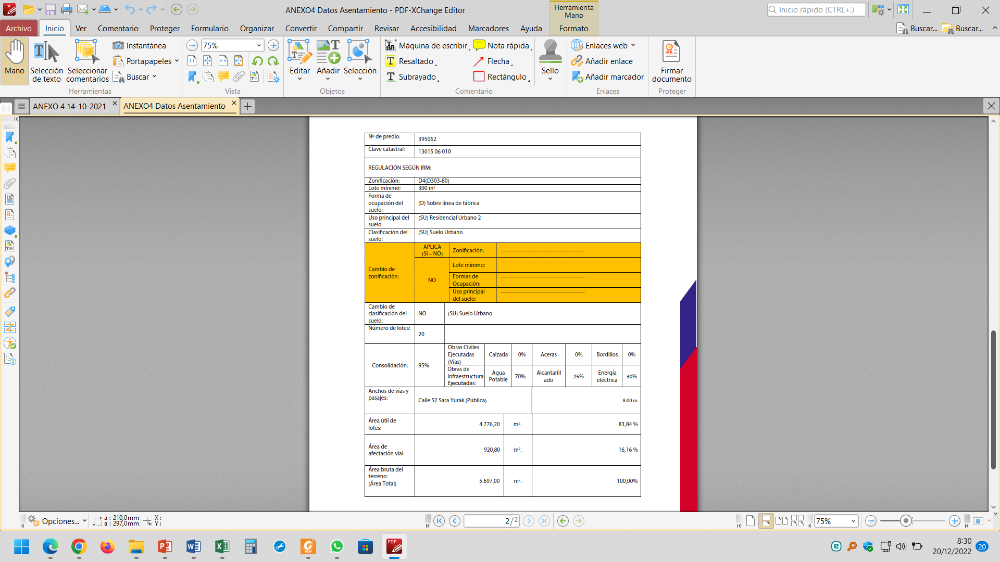 ANEXO4 Datos Asentamiento - PDF-XChange Editor
Herramienta
Mano
Inicio rápido (CTRL+.)
Archivo Inicio Ver Comentario Proteger Formulario Organizar Convertir Compartir Revisar Accesibilidad Marcadores Ayuda Formato
Buscar... Buscar...
Mano
Selección
de texto
Seleccionar
comentarios
Instantánea
Portapapeles
Buscar
Herramientas
75%
Vista
Editar Añadir Selección
Objetos
Máquina de escribir
Resaltado
Subrayado
Nota rápida
Flecha
Rectángulo
Sello
Comentario
Enlaces web
Añadir enlace
Añadir marcador
Enlaces
Firmar
documento
Proteger
ANEXO 4 14-10-2021 ANEXO4 Datos Asentamiento
Nº de predio: 395062
Clave catastral: 13015 06 010
REGULACION SEGÚN IRM:
Zonificación: D4(D303-80)
Lote mínimo: 300 m²
Forma de
ocupación del
suelo:
(D) Sobre línea de fábrica
Uso principal del
suelo:
(SU) Residencial Urbano 2
Clasificación del
suelo:
(SU) Suelo Urbano
Cambio de
zonificación:
APLICA
(SI – NO)
NO
Zonificación: -----------------------------------------------
Lote mínimo: -----------------------------------------------
Formas de
Ocupación:
-----------------------------------------------
Uso principal
del suelo:
-----------------------------------------------
Cambio de
clasificación del
suelo:
NO (SU) Suelo Urbano
Número de lotes: 20
Consolidación: 95%
Obras Civiles
Ejecutadas
(Vías)
Calzada 0% Aceras 0% Bordillos 0%
Obras de
Infraestructura
Ejecutadas:
Agua
Potable
70%
Alcantarill
ado
25%
Energía
eléctrica
30%
Anchos de vías y
pasajes:
Calle S2 Sara Yurak (Pública) 8.00 m
Área útil de
lotes:
4.776,20 m². 83,84 %
Área de
afectación vial:
920,80 m². 16,16 %
Área bruta del
terreno:
(Área Total)
5.697,00 m². 100,00%
Opciones...
a : 210,0mm
a : 297,0mm
X:
Y:
2 / 2
75%
8:30
20/12/2022
20